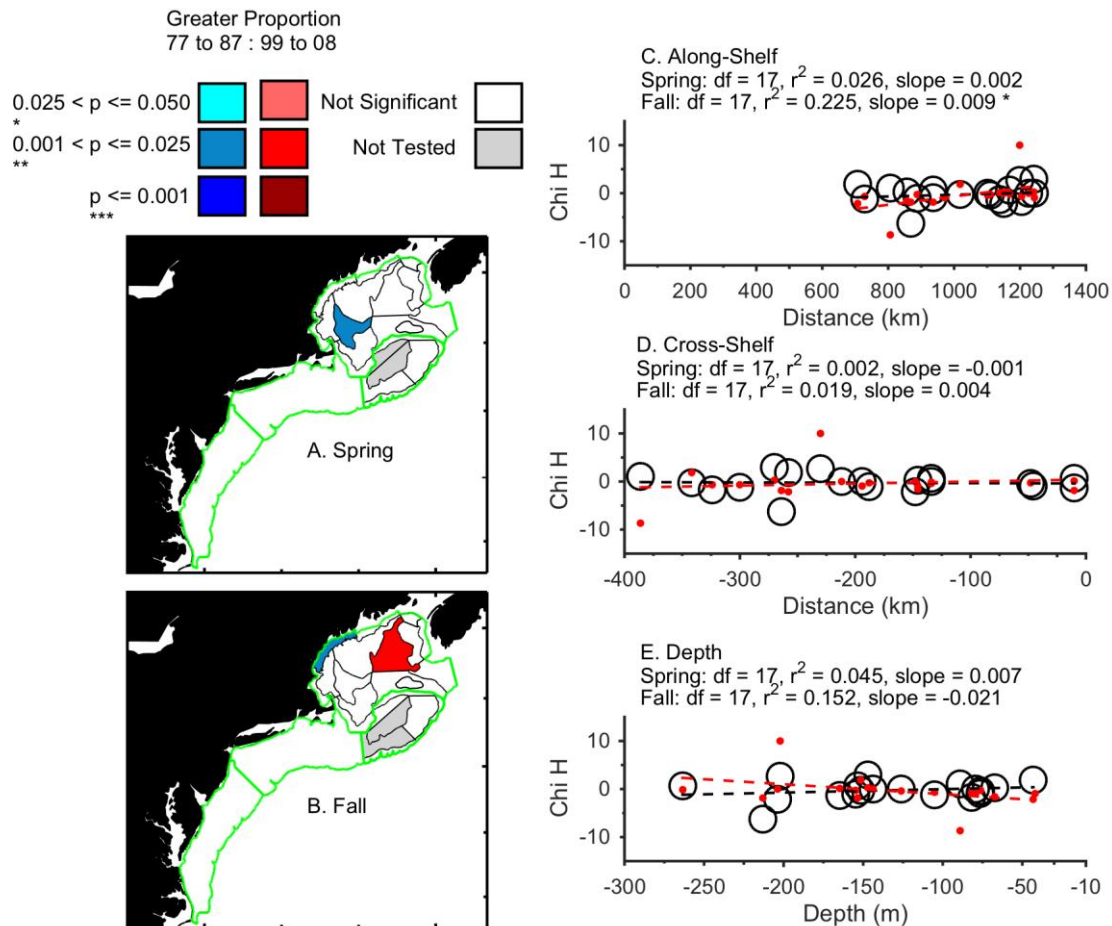 Greater Proportion
77 to 87 : 99 to 08
0.025 < p <= 0.050
*
0.001 < p <= 0.025
**
p <= 0.001
***
Not Significant
Not Tested
A. Spring
B. Fall
C. Along-Shelf
Spring: df = 17, r² = 0.026, slope = 0.002
Fall: df = 17, r² = 0.225, slope = 0.009 *
Chi H
10
0
-10
0 200 400 600 800 1000 1200 1400
Distance (km)
D. Cross-Shelf
Spring: df = 17, r² = 0.002, slope = -0.001
Fall: df = 17, r² = 0.019, slope = 0.004
Chi H
10
0
-10
-400 -300 -200 -100 0
Distance (km)
E. Depth
Spring: df = 17, r² = 0.045, slope = 0.007
Fall: df = 17, r² = 0.152, slope = -0.021
Chi H
10
0
-10
-300 -250 -200 -150 -100 -50 -10
Depth (m)